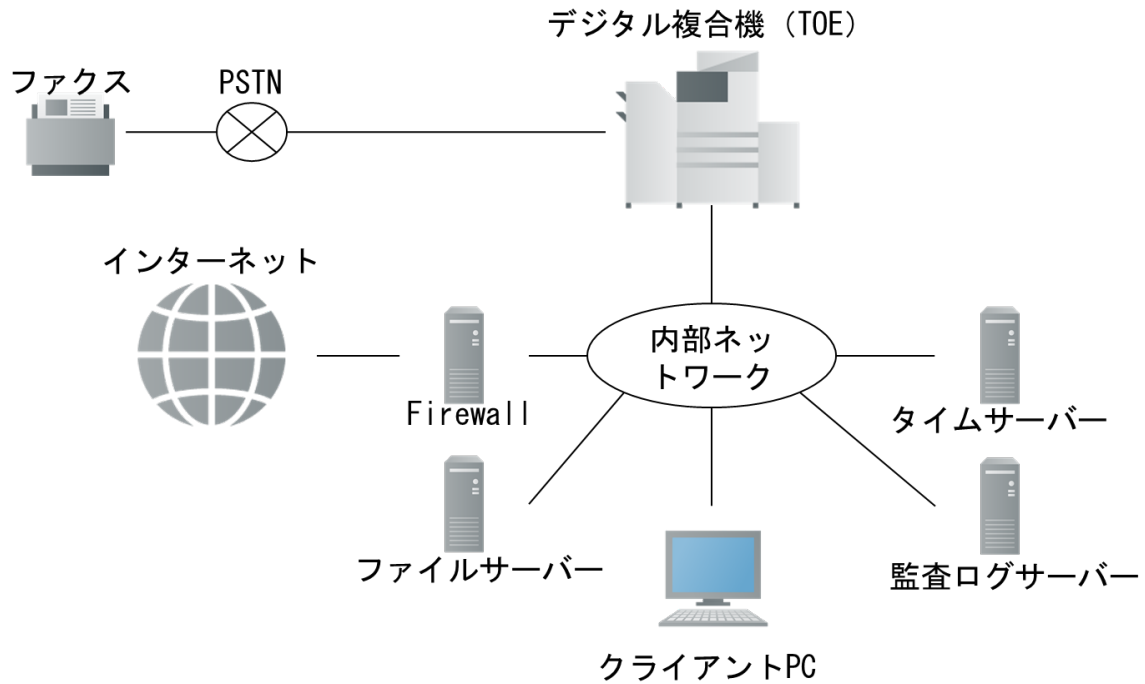 デジタル複合機（TOE）
ファクス
PSTN
インターネット
内部ネッ
トワーク
Firewall
タイムサーバー
ファイルサーバー
監査ログサーバー
クライアントPC